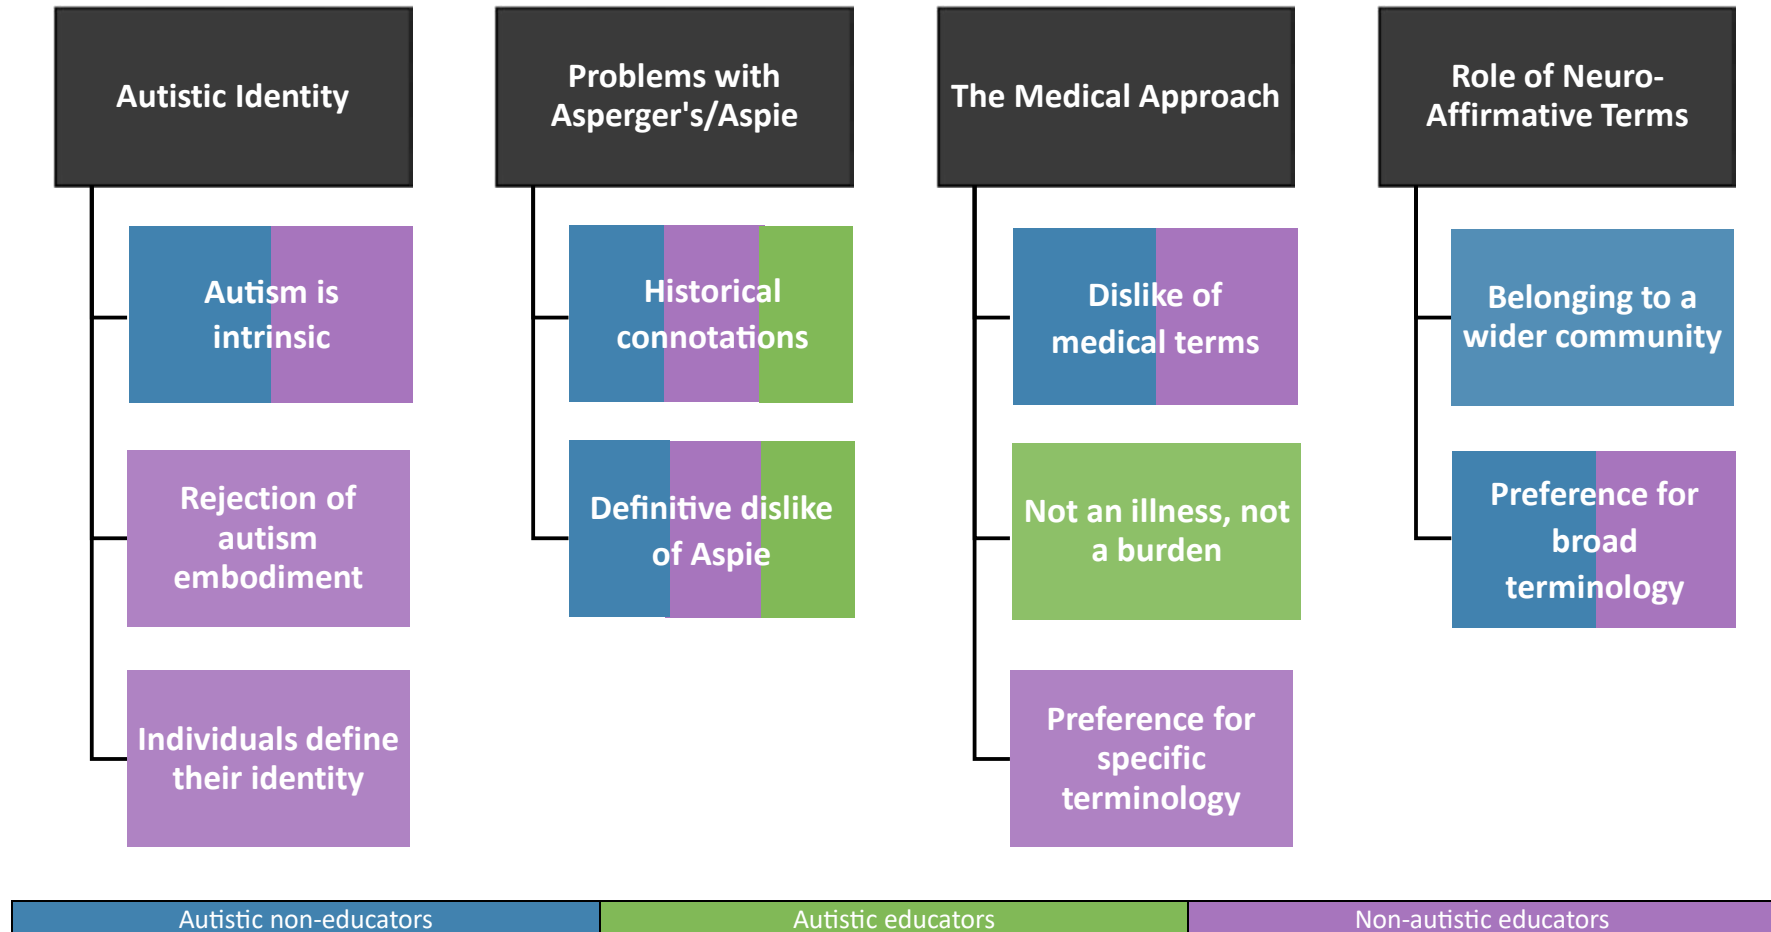 Autistic Identity
Autism is
intrinsic
Rejection of
autism
embodiment
Individuals define
their identity
Problems with
Asperger's/Aspie
Historical
connotations
Definitive dislike
of Aspie
The Medical Approach
Dislike of
medical terms
Not an illness, not
a burden
Preference for
specific
terminology
Role of Neuro-
Affirmative Terms
Belonging to a
wider community
Preference for
broad
terminology
Autistic non-educators
Autistic educators
Non-autistic educators